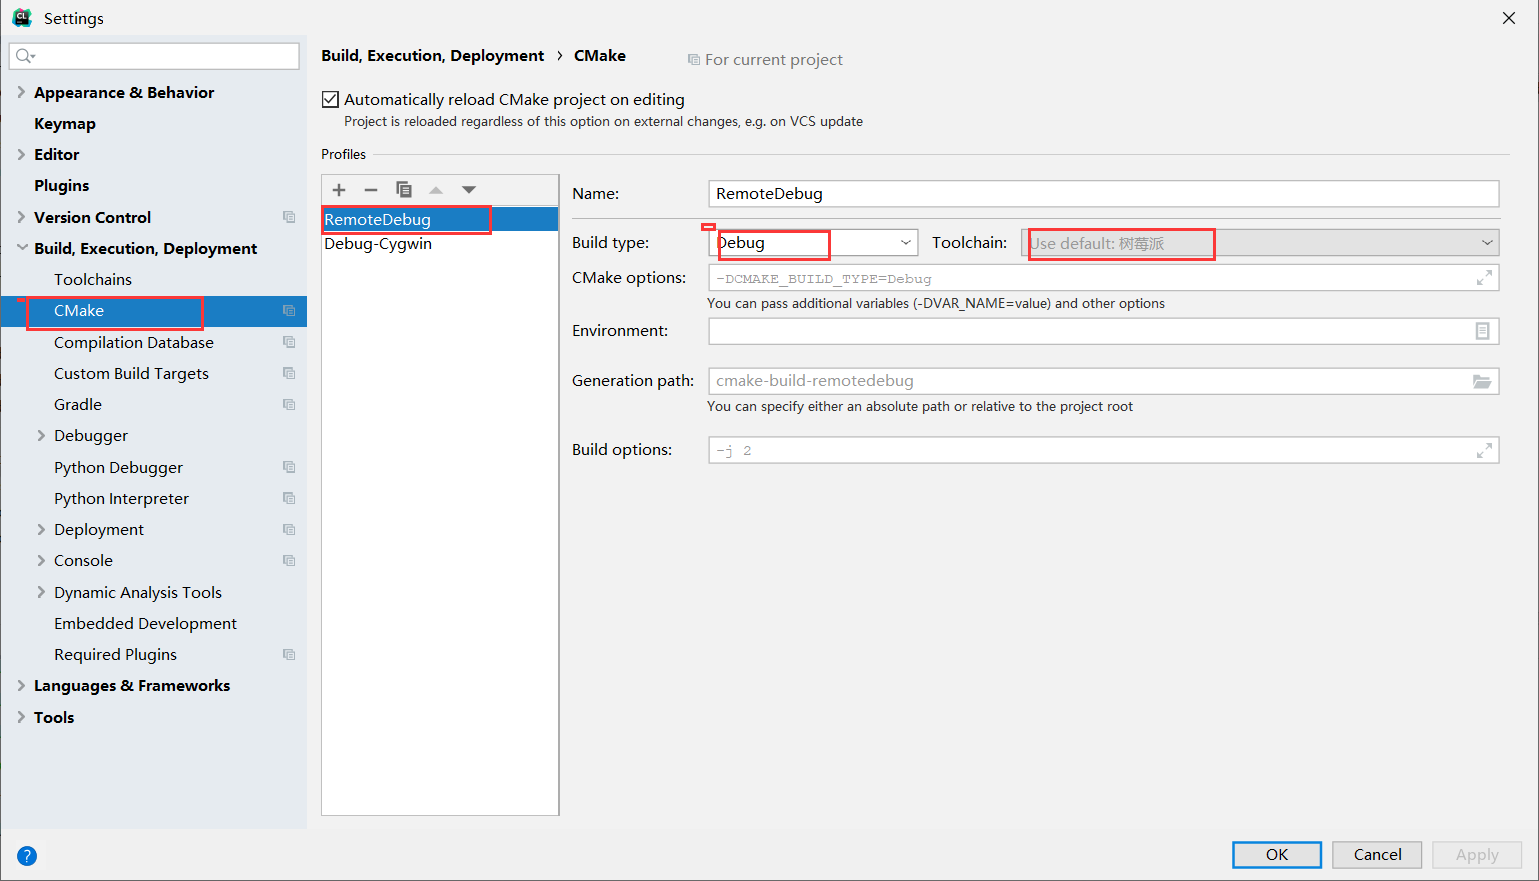 Settings
Appearance & Behavior
Keymap
Editor
Plugins
Version Control
Build, Execution, Deployment
Toolchains
CMake
Compilation Database
Custom Build Targets
Gradle
Debugger
Python Debugger
Python Interpreter
Deployment
Console
Dynamic Analysis Tools
Embedded Development
Required Plugins
Languages & Frameworks
Tools
Build, Execution, Deployment › CMake
For current project
Automatically reload CMake project on editing
Project is reloaded regardless of this option on external changes, e.g. on VCS update
Profiles
RemoteDebug
Debug-Cygwin
Name: RemoteDebug
Build type: Debug Toolchain: Use default: 树莓派
CMake options: -DCMAKE_BUILD_TYPE=Debug
You can pass additional variables (-DVAR_NAME=value) and other options
Environment:
Generation path: cmake-build-remotedebug
You can specify either an absolute path or relative to the project root
Build options: -j 2
?
OK Cancel Apply